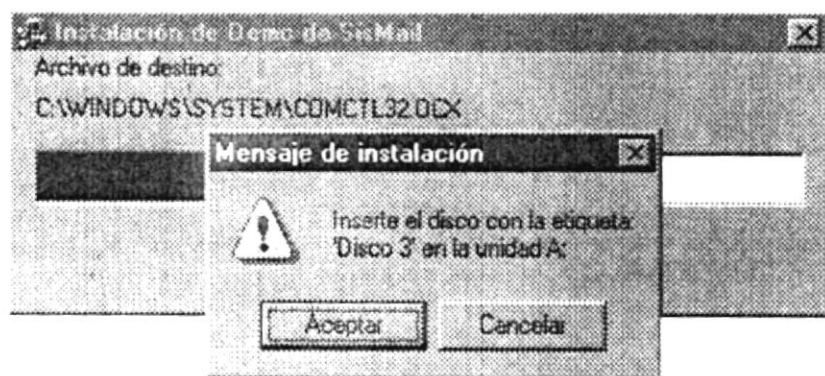 Instalación de Demo de SisMail
Archivo de destino:
C:\WINDOWS\SYSTEM\COMCTL32.OCX
Mensaje de instalación
Inserte el disco con la etiqueta:
'Disco 3' en la unidad A:
Aceptar
Cancelar